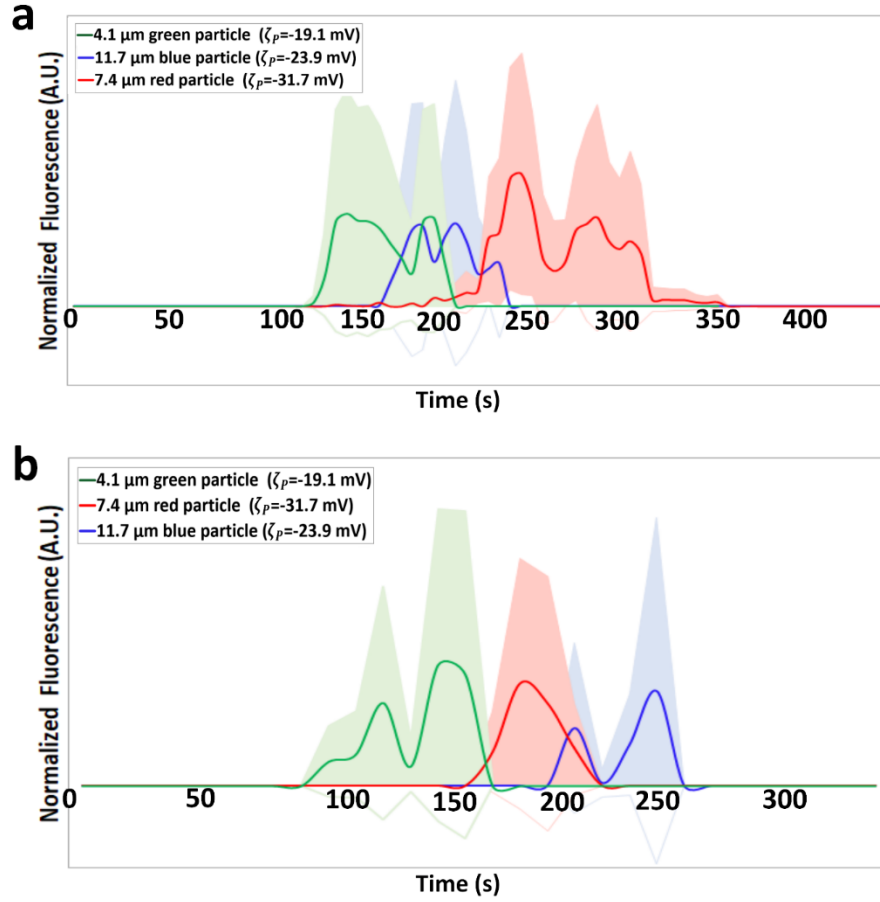 a
4.1 µm green particle (ζP=-19.1 mV)
11.7 µm blue particle (ζP=-23.9 mV)
7.4 µm red particle (ζP=-31.7 mV)
Normalized Fluorescence (A.U.)
0 50 100 150 200 250 300 350 400
Time (s)
b
4.1 µm green particle (ζP=-19.1 mV)
7.4 µm red particle (ζP=-31.7 mV)
11.7 µm blue particle (ζP=-23.9 mV)
Normalized Fluorescence (A.U.)
0 50 100 150 200 250 300
Time (s)